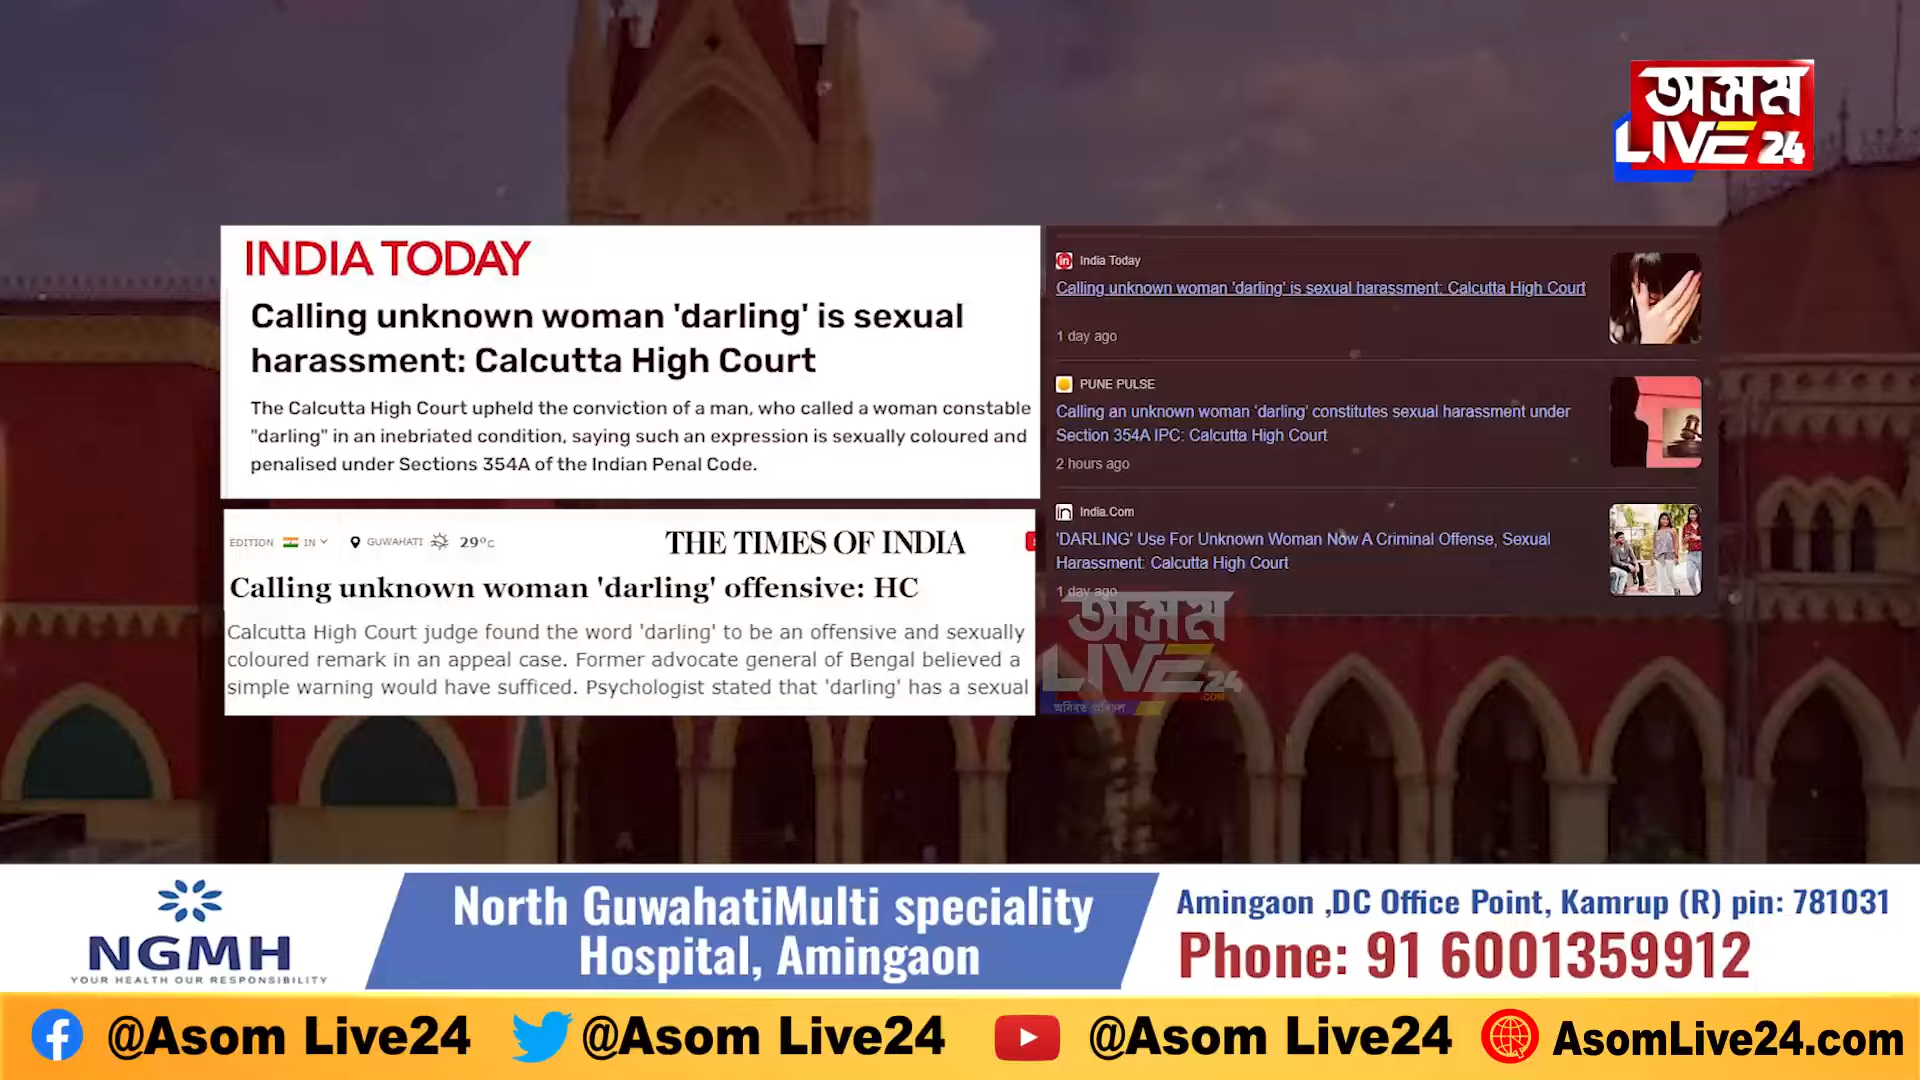 অসম
LIVE 24
INDIA TODAY
Calling unknown woman 'darling' is sexual
harassment: Calcutta High Court
The Calcutta High Court upheld the conviction of a man, who called a woman constable
"darling" in an inebriated condition, saying such an expression is sexually coloured and
penalised under Sections 354A of the Indian Penal Code.
India Today
Calling unknown woman 'darling' is sexual harassment: Calcutta High Court
1 day ago
PUNE PULSE
Calling an unknown woman 'darling' constitutes sexual harassment under
Section 354A IPC: Calcutta High Court
2 hours ago
India.Com
'DARLING' Use For Unknown Woman Now A Criminal Offense, Sexual
Harassment: Calcutta High Court
1 day ago
EDITION IN GUWAHATI 29°C THE TIMES OF INDIA
Calling unknown woman 'darling' offensive: HC
Calcutta High Court judge found the word 'darling' to be an offensive and sexually
coloured remark in an appeal case. Former advocate general of Bengal believed a
simple warning would have sufficed. Psychologist stated that 'darling' has a sexual
অসম
LIVE 24
.COM
NGMH
YOUR HEALTH OUR RESPONSIBILITY
North GuwahatiMulti speciality
Hospital, Amingaon
Amingaon ,DC Office Point, Kamrup (R) pin: 781031
Phone: 91 6001359912
@Asom Live24 @Asom Live24 @Asom Live24 AsomLive24.com